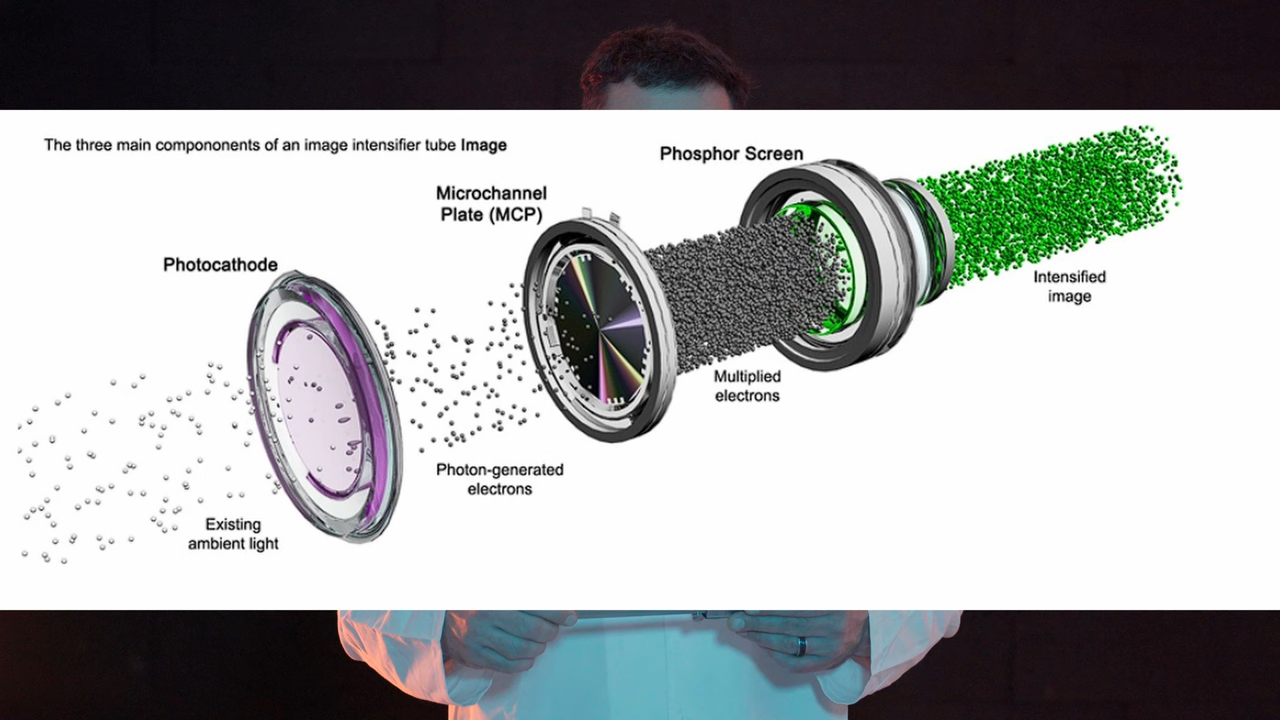 The three main compononents of an image intensifier tube Image
Phosphor Screen
Microchannel
Plate (MCP)
Photocathode
Intensified
image
Multiplied
electrons
Photon-generated
electrons
Existing
ambient light